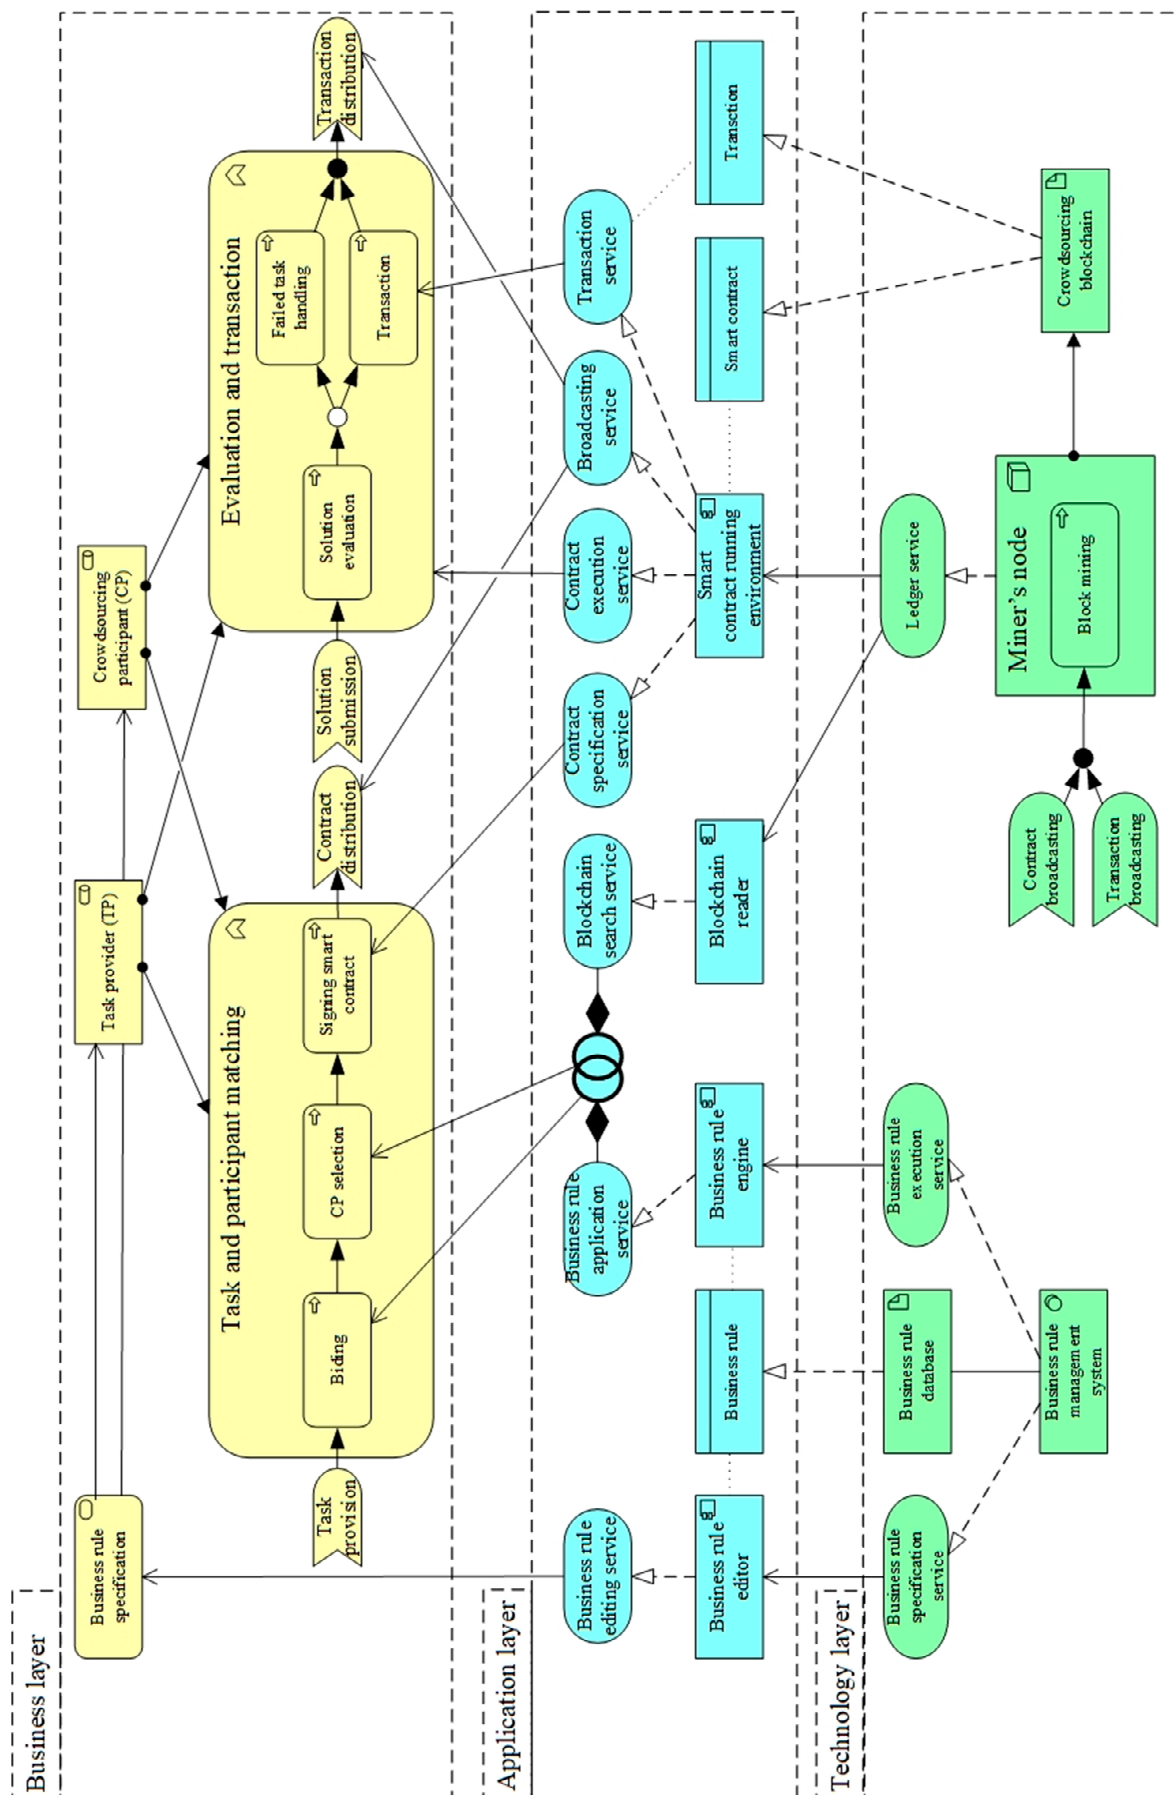 Business layer
Business rule
specification
Task provider (TP)
Crowdsourcing
participant (CP)
Task
provision
Task and participant matching
Biding
CP selection
Signing smart
contract
Contract
distribution
Solution
submission
Evaluation and transaction
Solution
evaluation
Failed task
handling
Transaction
Transaction
distribution
Application layer
Business rule
editing service
Business rule
application
service
Blockchain
search service
Contract
specification
service
Contract
execution
service
Broadcasting
service
Transaction
service
Business rule
editor
Business rule
Business rule
engine
Blockchain
reader
Smart
contract running
environment
Smart contract
Transction
Technology layer
Business rule
specification
service
Business rule
database
Business rule
execution
service
Ledger service
Business rule
management
system
Contract
broadcasting
Transaction
broadcasting
Miner's node
Block mining
Crowdsourcing
blockchain